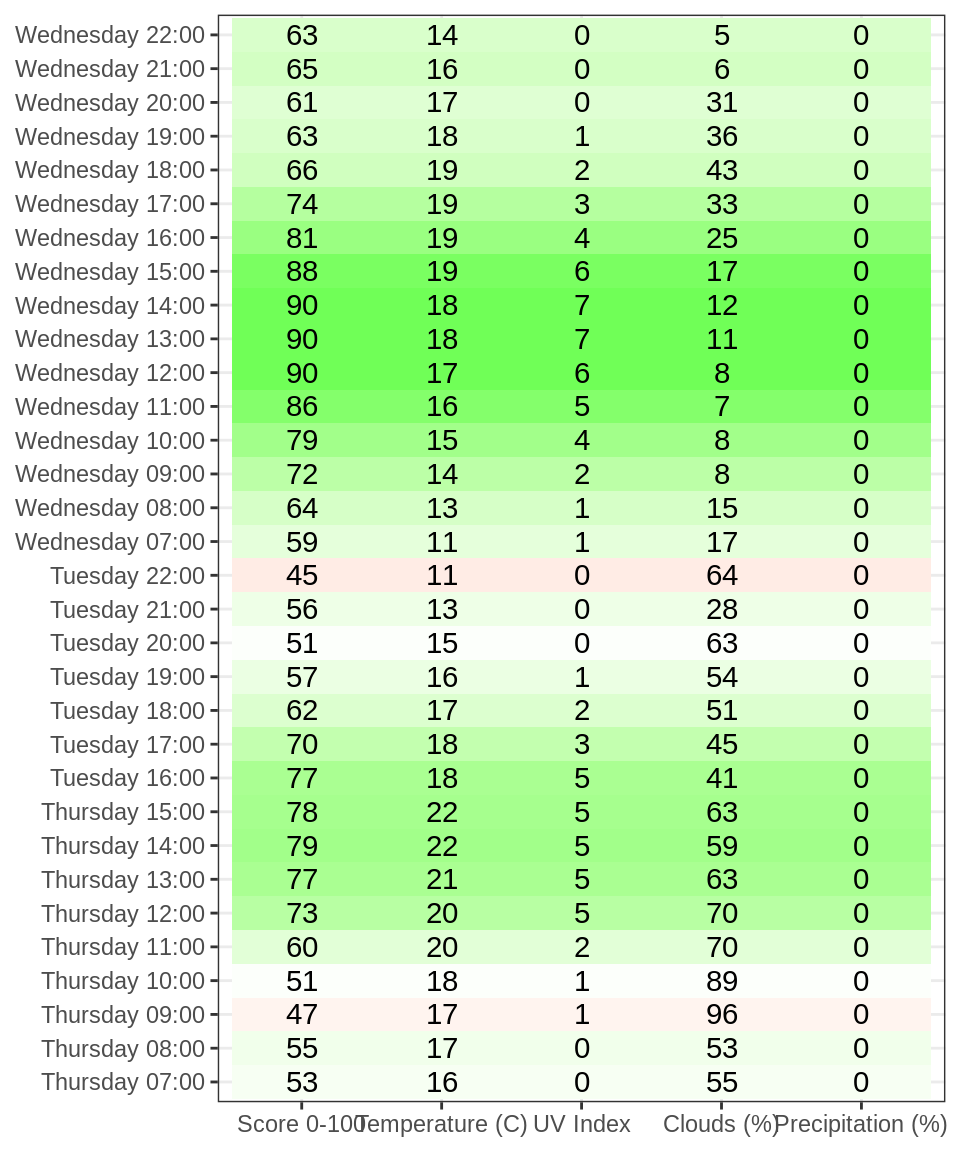 Wednesday 22:00 63 14 0 5 0
Wednesday 21:00 65 16 0 6 0
Wednesday 20:00 61 17 0 31 0
Wednesday 19:00 63 18 1 36 0
Wednesday 18:00 66 19 2 43 0
Wednesday 17:00 74 19 3 33 0
Wednesday 16:00 81 19 4 25 0
Wednesday 15:00 88 19 6 17 0
Wednesday 14:00 90 18 7 12 0
Wednesday 13:00 90 18 7 11 0
Wednesday 12:00 90 17 6 8 0
Wednesday 11:00 86 16 5 7 0
Wednesday 10:00 79 15 4 8 0
Wednesday 09:00 72 14 2 8 0
Wednesday 08:00 64 13 1 15 0
Wednesday 07:00 59 11 1 17 0
Tuesday 22:00 45 11 0 64 0
Tuesday 21:00 56 13 0 28 0
Tuesday 20:00 51 15 0 63 0
Tuesday 19:00 57 16 1 54 0
Tuesday 18:00 62 17 2 51 0
Tuesday 17:00 70 18 3 45 0
Tuesday 16:00 77 18 5 41 0
Thursday 15:00 78 22 5 63 0
Thursday 14:00 79 22 5 59 0
Thursday 13:00 77 21 5 63 0
Thursday 12:00 73 20 5 70 0
Thursday 11:00 60 20 2 70 0
Thursday 10:00 51 18 1 89 0
Thursday 09:00 47 17 1 96 0
Thursday 08:00 55 17 0 53 0
Thursday 07:00 53 16 0 55 0
Score 0-100 Temperature (C) UV Index Clouds (%) Precipitation (%)